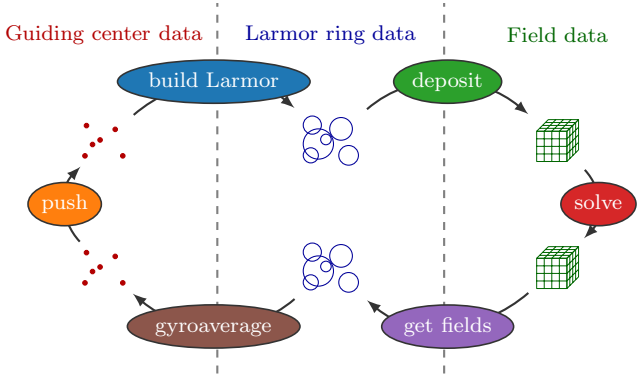 Guiding center data
Larmor ring data
Field data
build Larmor
deposit
push
solve
gyroaverage
get fields